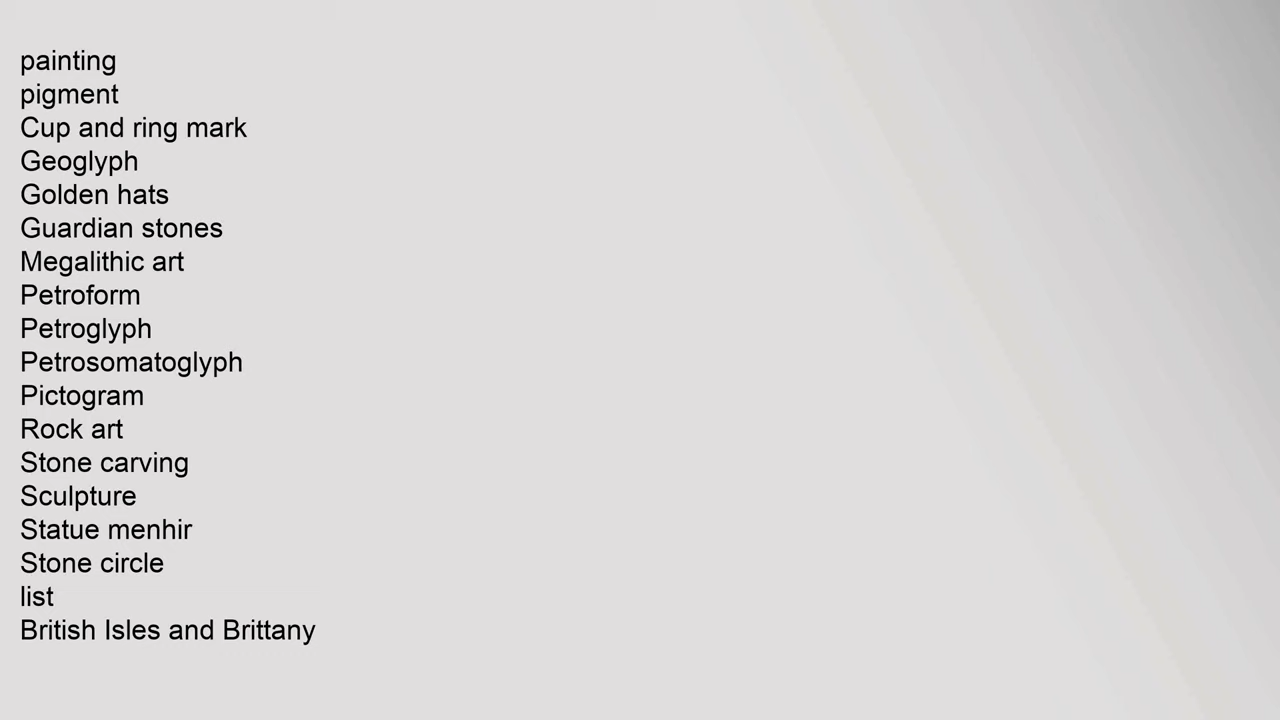 painting
pigment
Cup and ring mark
Geoglyph
Golden hats
Guardian stones
Megalithic art
Petroform
Petroglyph
Petrosomatoglyph
Pictogram
Rock art
Stone carving
Sculpture
Statue menhir
Stone circle
list
British Isles and Brittany